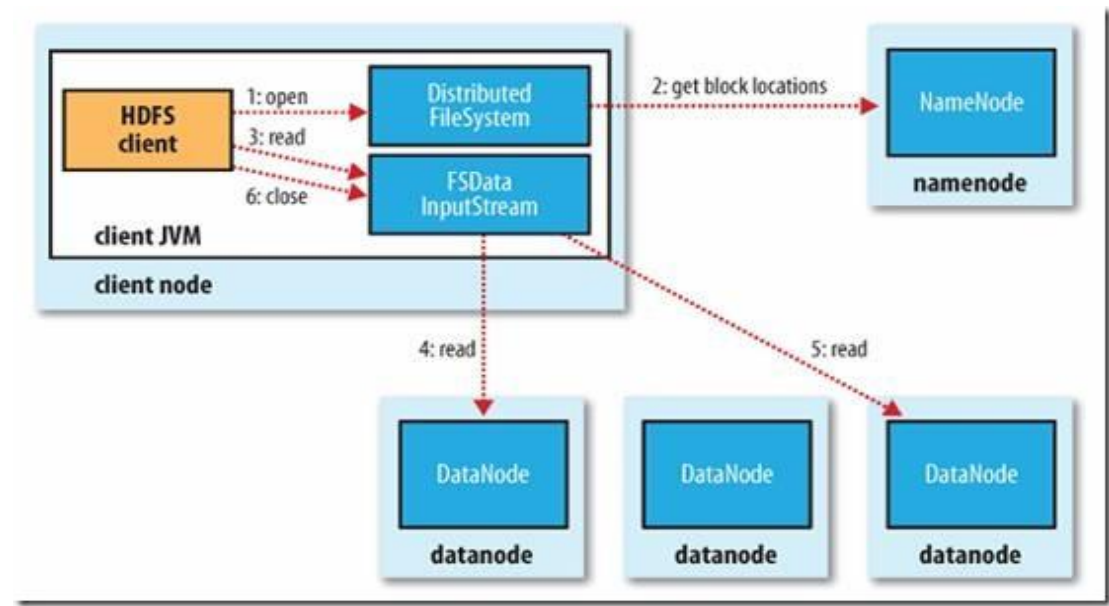 HDFS
client
1: open
3: read
6: close
Distributed
FileSystem
FSData
InputStream
2: get block locations
NameNode
namenode
client JVM
client node
4: read
5: read
DataNode
DataNode
DataNode
datanode
datanode
datanode